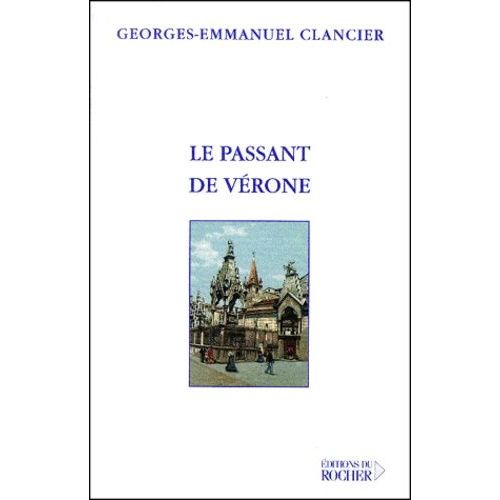 GEORGES-EMMANUEL CLANCIER
LE PASSANT
DE VÉRONE
ÉDITIONS DU
ROCHER